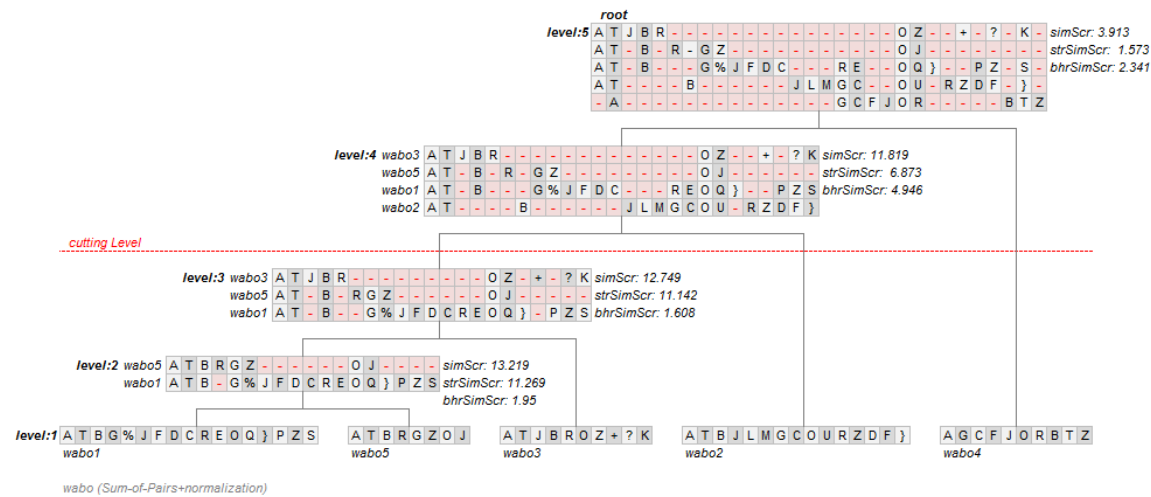 root
level:5 A T J B R - - - - - - - - - - - - - - - O Z - - + - ? - K - simScr: 3.913
A T - B - R - G Z - - - - - - - - - - - O J - - - - - - - - strSimScr: 1.573
A T - B - - - G % J F D C - - - R E - - O Q } - - P Z - S - bhrSimScr: 2.341
A T - - - - B - - - - - - J L M G C - - O U - R Z D F - } -
- A - - - - - - - - - - - - - - G C F J O R - - - - - B T Z
level:4 wabo3 A T J B R - - - - - - - - - - - - - O Z - - + - ? K simScr: 11.819
wabo5 A T - B - R - G Z - - - - - - - - - O J - - - - - - strSimScr: 6.873
wabo1 A T - B - - - G % J F D C - - - R E O Q } - - P Z S bhrSimScr: 4.946
wabo2 A T - - - - B - - - - - - J L M G C O U - R Z D F }
cutting Level
level:3 wabo3 A T J B R - - - - - - - - - O Z - + - ? K simScr: 12.749
wabo5 A T - B - R G Z - - - - - - O J - - - - - strSimScr: 11.142
wabo1 A T - B - - G % J F D C R E O Q } - P Z S bhrSimScr: 1.608
level:2 wabo5 A T B R G Z - - - - - - O J - - - - simScr: 13.219
wabo1 A T B - G % J F D C R E O Q } P Z S strSimScr: 11.269
bhrSimScr: 1.95
level:1 A T B G % J F D C R E O Q } P Z S A T B R G Z O J A T J B R O Z + ? K A T B J L M G C O U R Z D F } A G C F J O R B T Z
wabo1 wabo5 wabo3 wabo2 wabo4
wabo (Sum-of-Pairs+normalization)